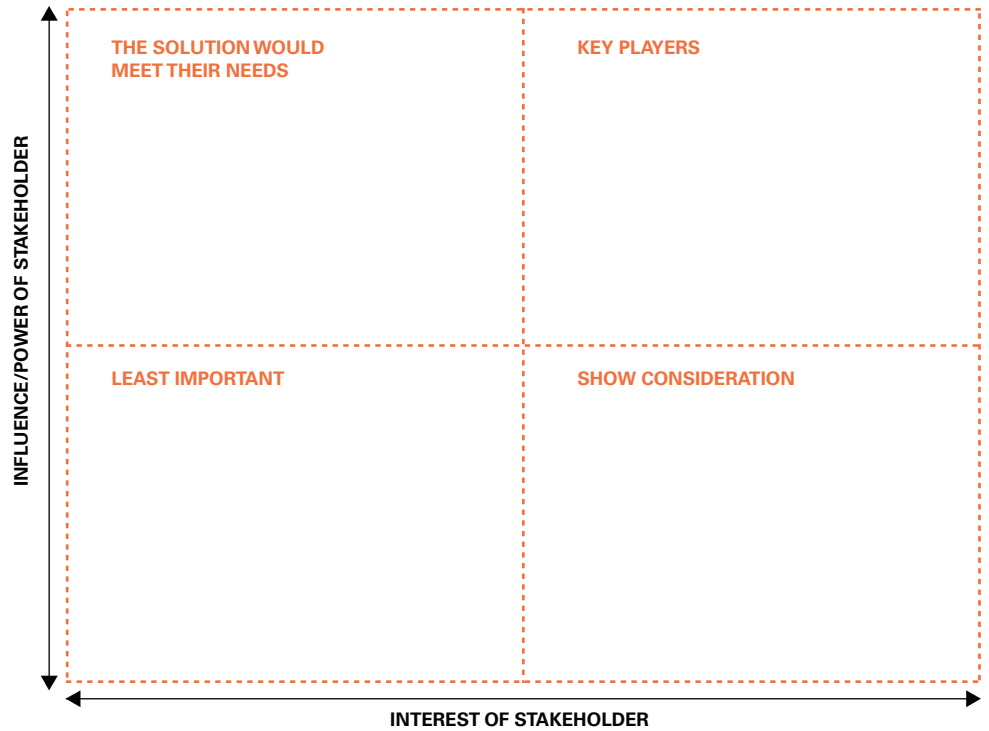 THE SOLUTION WOULD
MEET THEIR NEEDS
KEY PLAYERS
INFLUENCE/POWER OF STAKEHOLDER
LEAST IMPORTANT
SHOW CONSIDERATION
INTEREST OF STAKEHOLDER